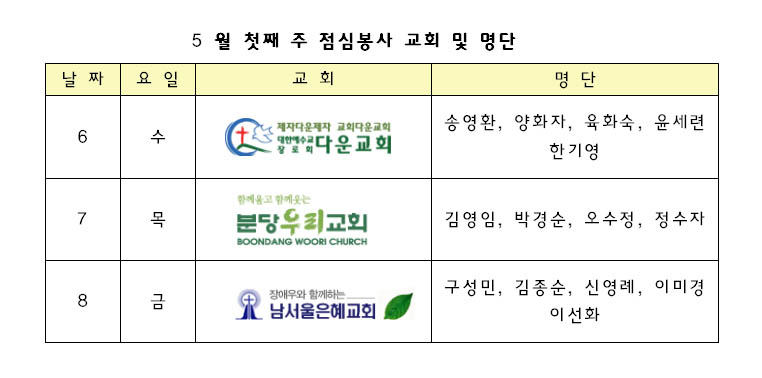 5 월 첫째 주 점심봉사 교회 및 명단
날 짜 요 일 교 회 명 단
6 수
제자다운제자 교회다운교회
대한예수교
장로회 다운교회
송영환, 양화자, 육화숙, 윤세련
한기영
7 목
함께울고 함께웃는
분당우리교회
BOONDANG WOORI CHURCH
김영임, 박경순, 오수정, 정수자
8 금
장애우와 함께하는
남서울은혜교회
구성민, 김종순, 신영례, 이미경
이선화